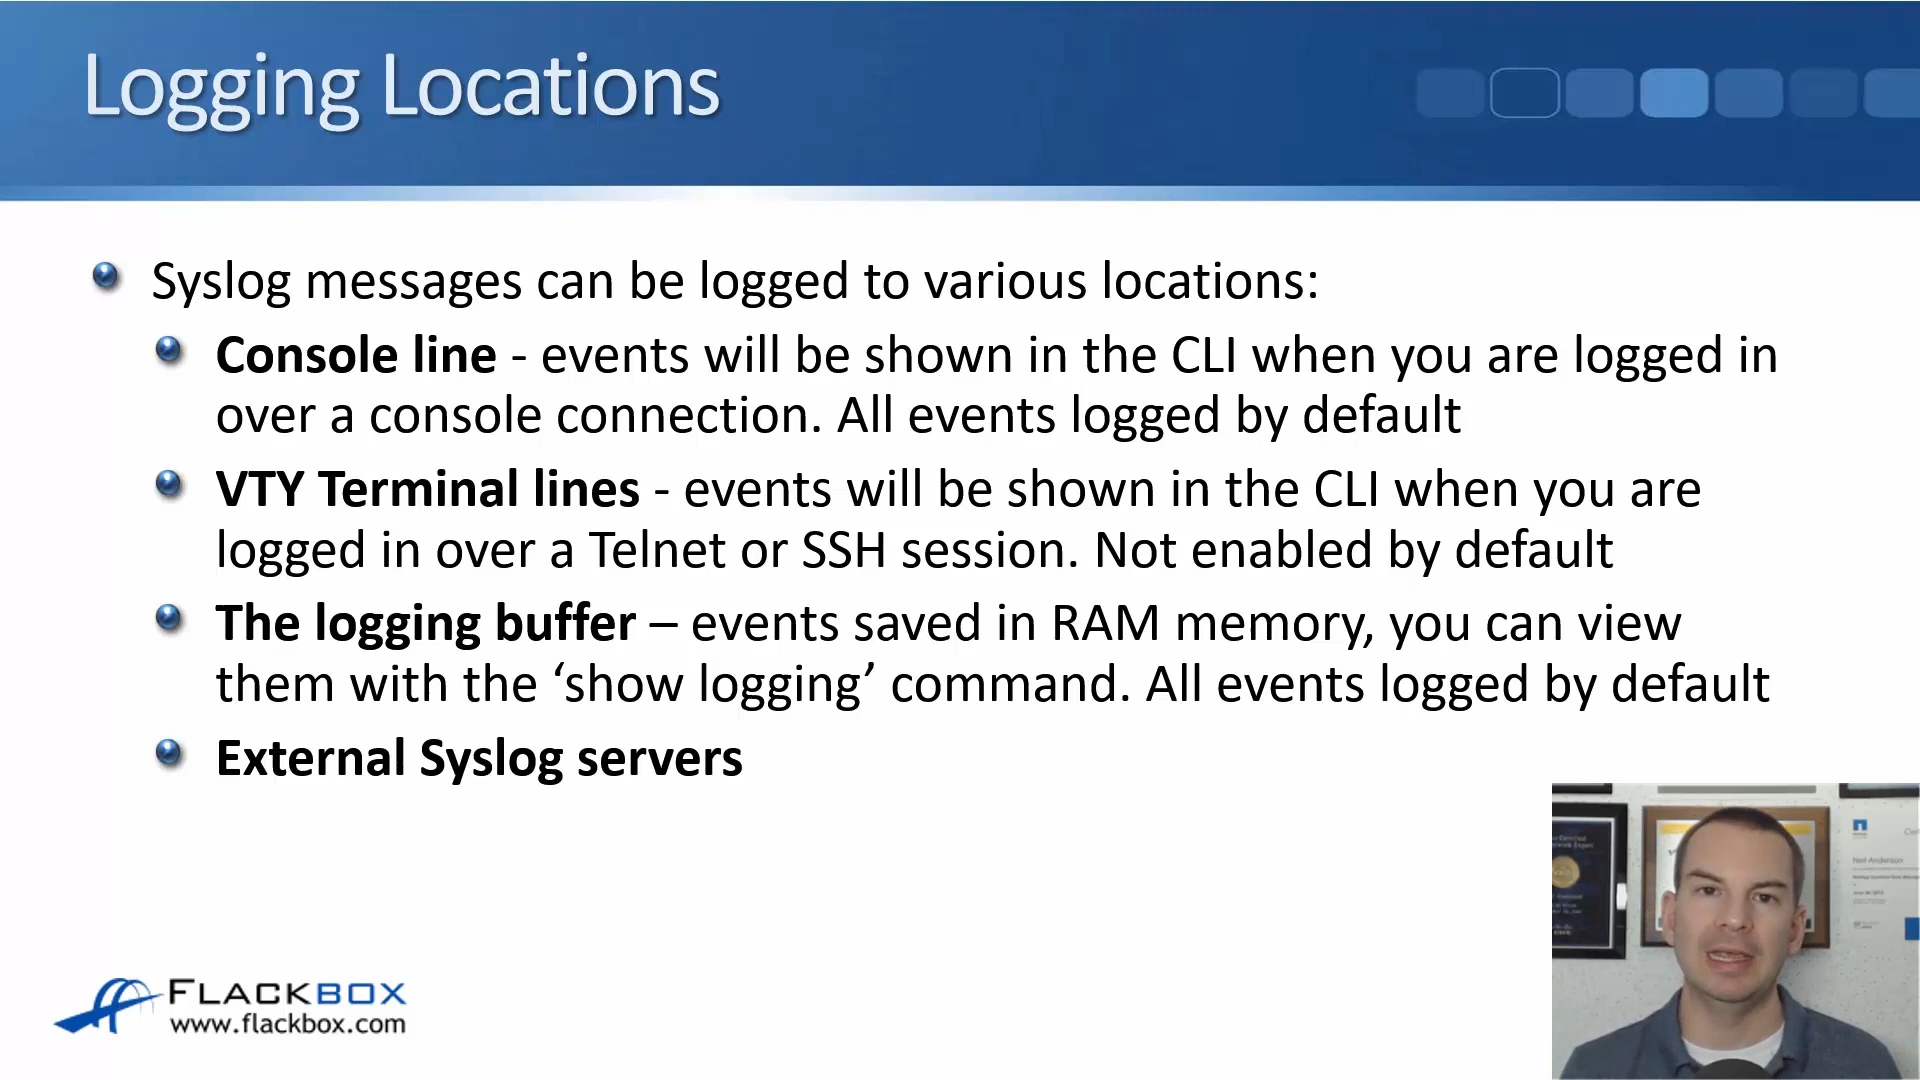 Logging Locations
Syslog messages can be logged to various locations:
Console line - events will be shown in the CLI when you are logged in
over a console connection. All events logged by default
VTY Terminal lines - events will be shown in the CLI when you are
logged in over a Telnet or SSH session. Not enabled by default
The logging buffer – events saved in RAM memory, you can view
them with the ‘show logging’ command. All events logged by default
External Syslog servers
FLACKBOX
www.flackbox.com
Neil Anderson